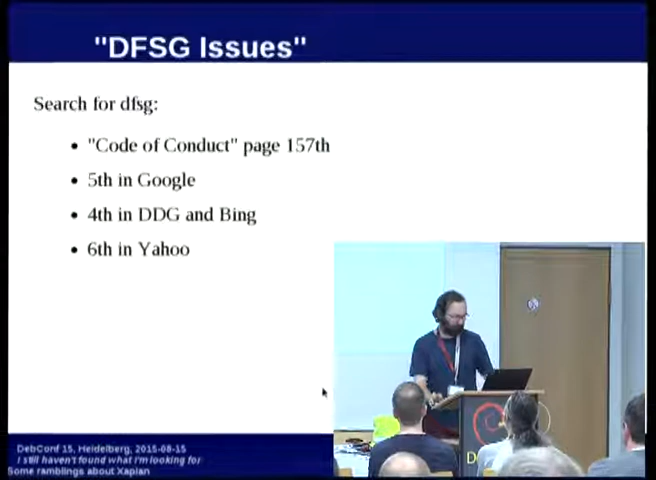 "DFSG Issues"
Search for dfsg:
"Code of Conduct" page 157th
5th in Google
4th in DDG and Bing
6th in Yahoo
DebConf 15, Heidelberg, 2015-08-15
I still haven't found what I'm looking for
Some ramblings about Xapian